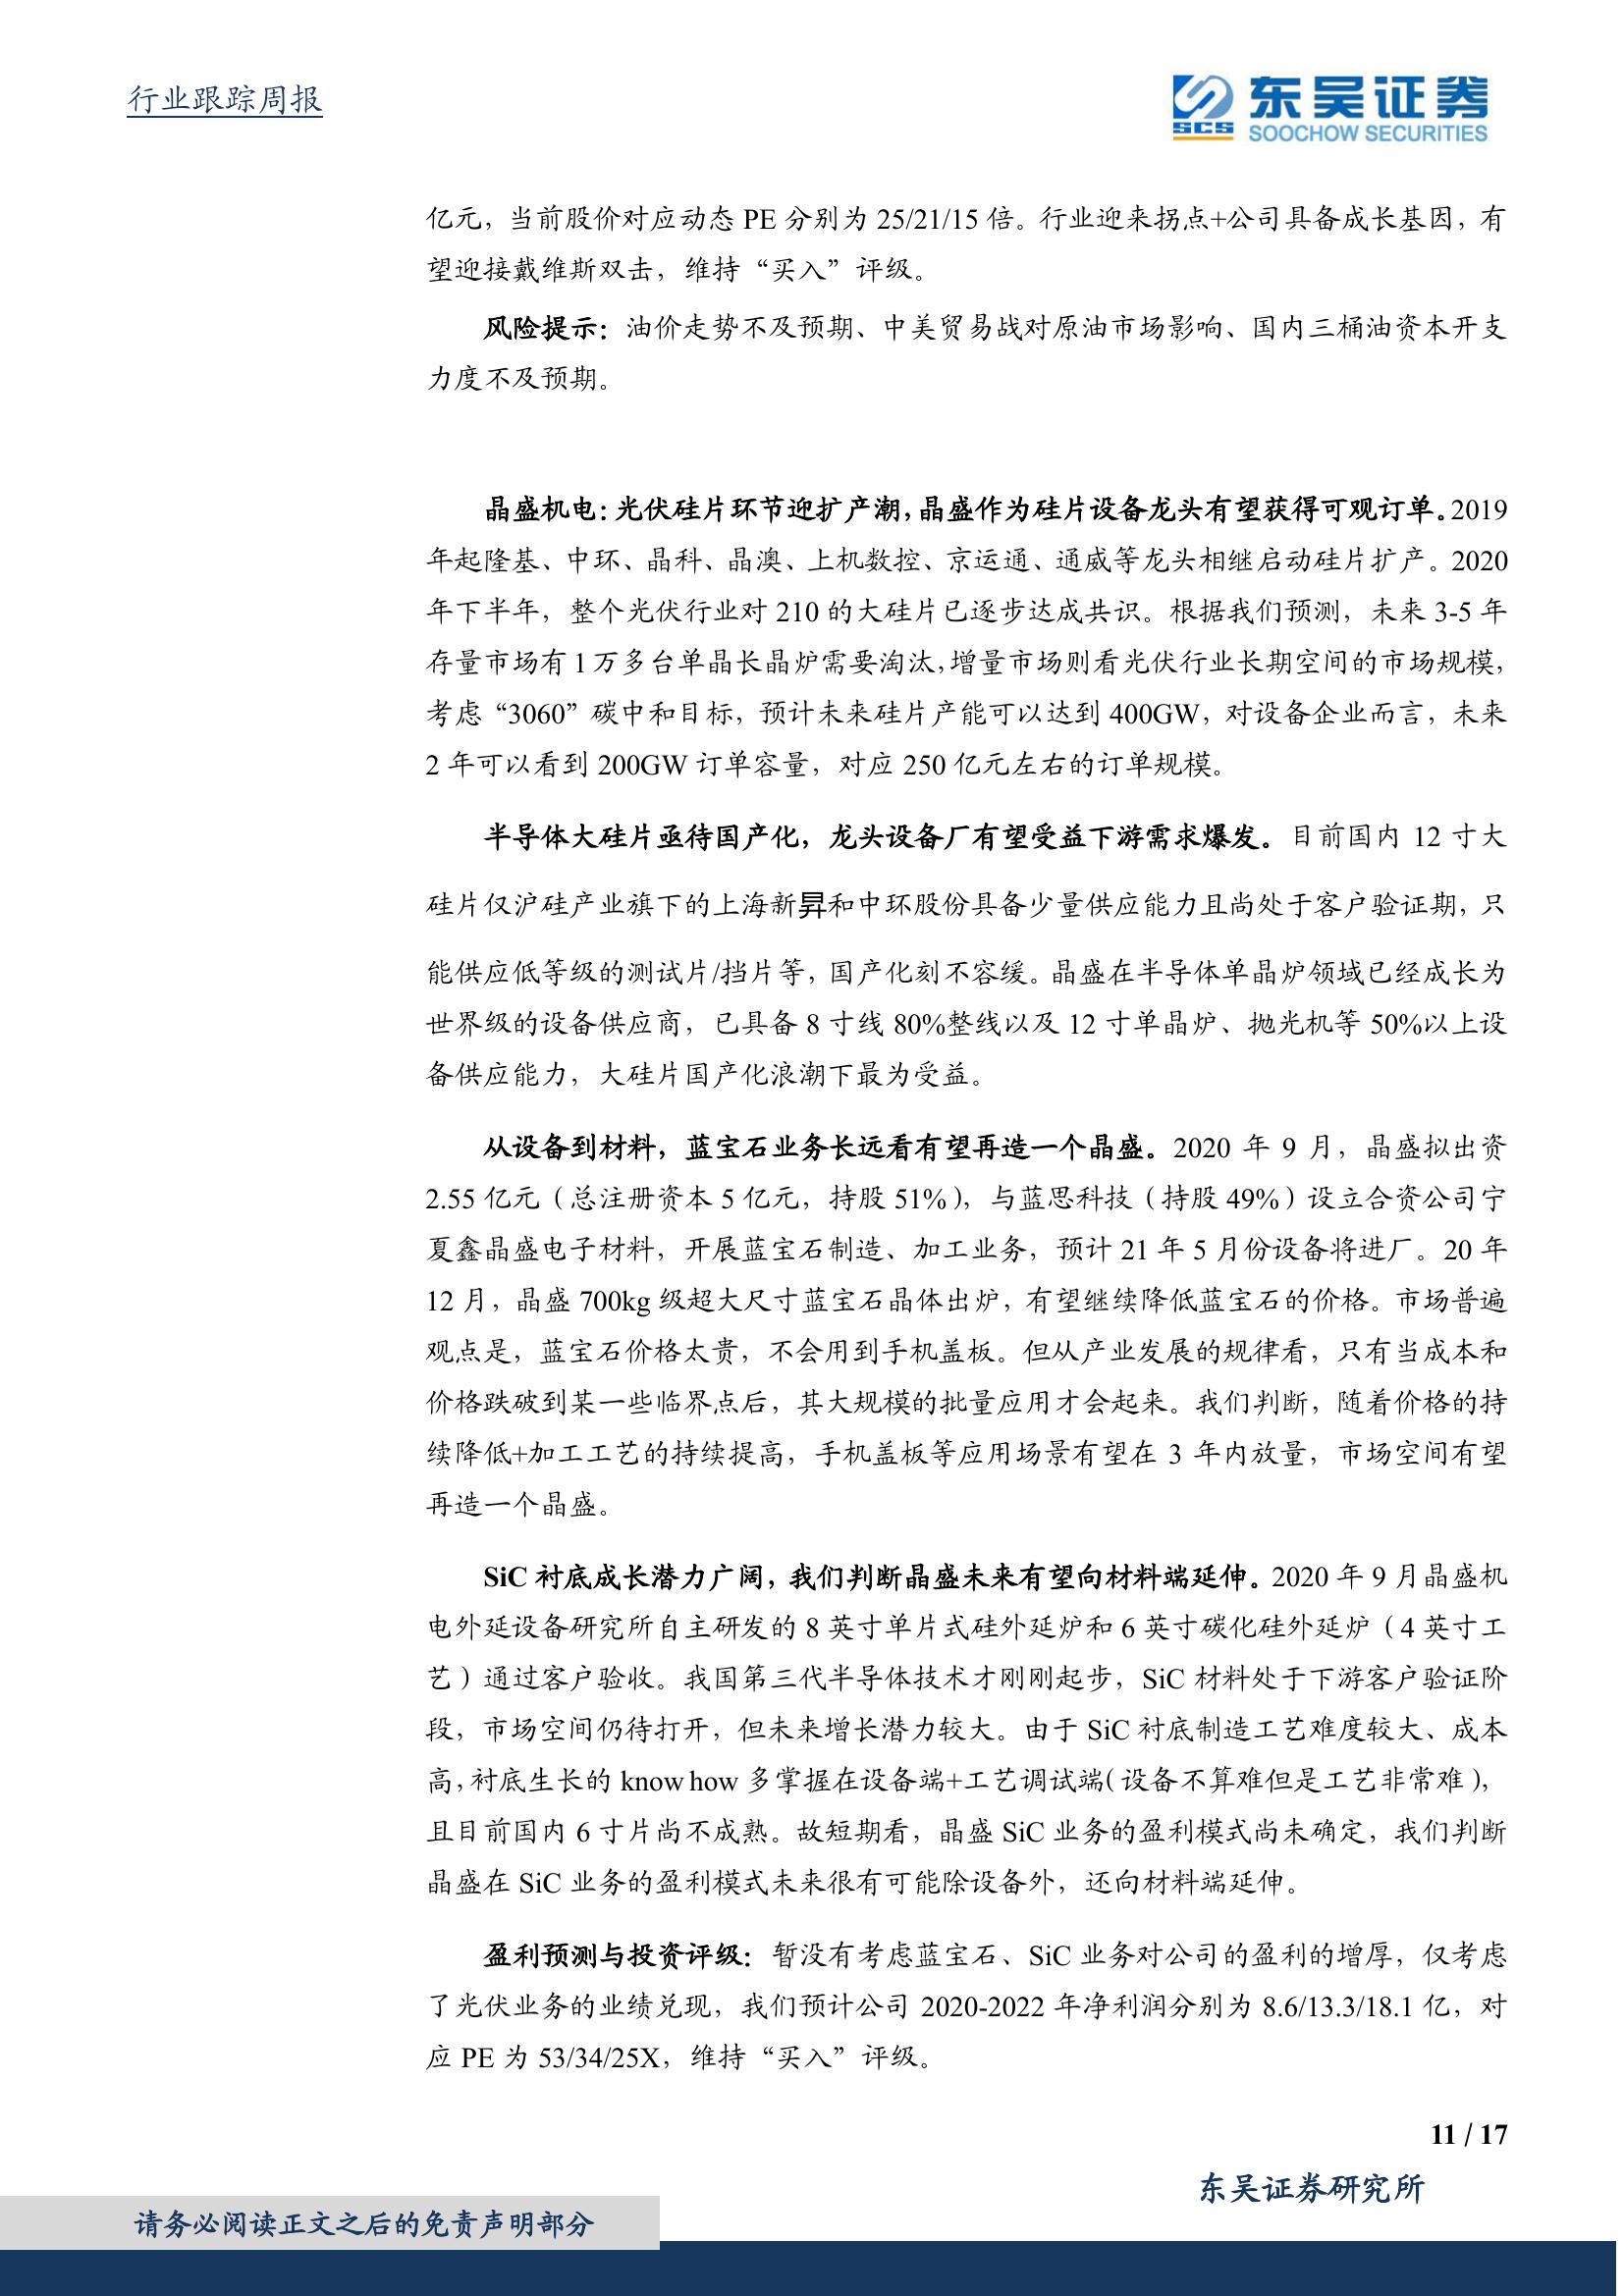 行业跟踪周报
东吴证券
SCS
SOOCHOW SECURITIES
亿元，当前股价对应动态 PE 分别为 25/21/15 倍。行业迎来拐点+公司具备成长基因，有
望迎接戴维斯双击，维持“买入”评级。
风险提示：油价走势不及预期、中美贸易战对原油市场影响、国内三桶油资本开支
力度不及预期。
晶盛机电：光伏硅片环节迎扩产潮，晶盛作为硅片设备龙头有望获得可观订单。2019
年起隆基、中环、晶科、晶澳、上机数控、京运通、通威等龙头相继启动硅片扩产。2020
年下半年，整个光伏行业对 210 的大硅片已逐步达成共识。根据我们预测，未来 3-5 年
存量市场有 1 万多台单晶长晶炉需要淘汰，增量市场则看光伏行业长期空间的市场规模，
考虑“3060”碳中和目标，预计未来硅片产能可以达到 400GW，对设备企业而言，未来
2 年可以看到 200GW 订单容量，对应 250 亿元左右的订单规模。
半导体大硅片亟待国产化，龙头设备厂有望受益下游需求爆发。目前国内 12 寸大
硅片仅沪硅产业旗下的上海新昇和中环股份具备少量供应能力且尚处于客户验证期，只
能供应低等级的测试片/挡片等，国产化刻不容缓。晶盛在半导体单晶炉领域已经成长为
世界级的设备供应商，已具备 8 寸线 80%整线以及 12 寸单晶炉、抛光机等 50%以上设
备供应能力，大硅片国产化浪潮下最为受益。
从设备到材料，蓝宝石业务长远看有望再造一个晶盛。2020 年 9 月，晶盛拟出资
2.55 亿元（总注册资本 5 亿元，持股 51%），与蓝思科技（持股 49%）设立合资公司宁
夏鑫晶盛电子材料，开展蓝宝石制造、加工业务，预计 21 年 5 月份设备将进厂。20 年
12 月，晶盛 700kg 级超大尺寸蓝宝石晶体出炉，有望继续降低蓝宝石的价格。市场普遍
观点是，蓝宝石价格太贵，不会用到手机盖板。但从产业发展的规律看，只有当成本和
价格跌破到某一些临界点后，其大规模的批量应用才会起来。我们判断，随着价格的持
续降低+加工工艺的持续提高，手机盖板等应用场景有望在 3 年内放量，市场空间有望
再造一个晶盛。
SiC 衬底成长潜力广阔，我们判断晶盛未来有望向材料端延伸。2020 年 9 月晶盛机
电外延设备研究所自主研发的 8 英寸单片式硅外延炉和 6 英寸碳化硅外延炉（4 英寸工
艺）通过客户验收。我国第三代半导体技术才刚刚起步，SiC 材料处于下游客户验证阶
段，市场空间仍待打开，但未来增长潜力较大。由于 SiC 衬底制造工艺难度较大、成本
高，衬底生长的 know how 多掌握在设备端+工艺调试端（设备不算难但是工艺非常难），
且目前国内 6 寸片尚不成熟。故短期看，晶盛 SiC 业务的盈利模式尚未确定，我们判断
晶盛在 SiC 业务的盈利模式未来很有可能除设备外，还向材料端延伸。
盈利预测与投资评级：暂没有考虑蓝宝石、SiC 业务对公司的盈利的增厚，仅考虑
了光伏业务的业绩兑现，我们预计公司 2020-2022 年净利润分别为 8.6/13.3/18.1 亿，对
应 PE 为 53/34/25X，维持“买入”评级。
11 / 17
东吴证券研究所
请务必阅读正文之后的免责声明部分